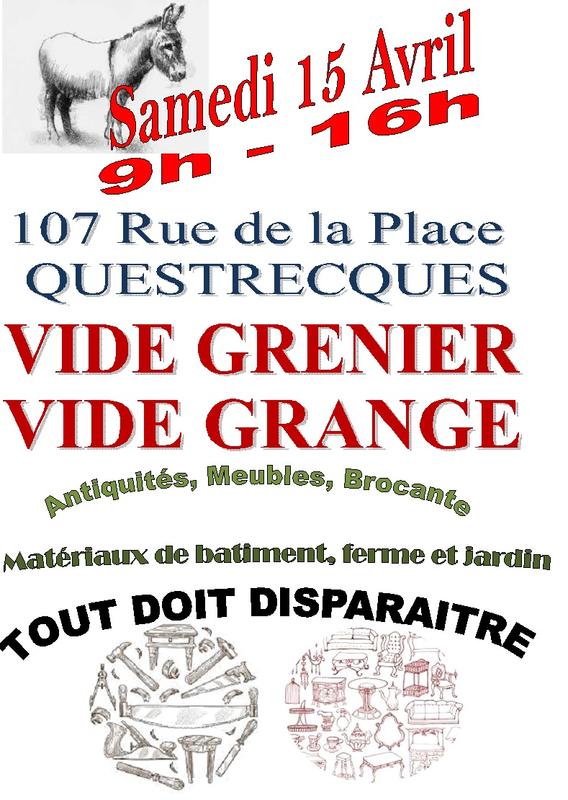 Samedi 15 Avril
9h - 16h
107 Rue de la Place
QUESTRECQUES
VIDE GRENIER
VIDE GRANGE
Antiquités, Meubles, Brocante
Matériaux de batiment, ferme et jardin
TOUT DOIT DISPARAITRE